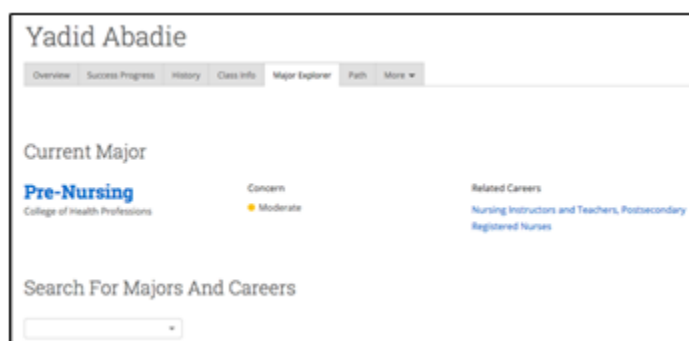 Yadid Abadie
Overview Success Progress History Class Info Major Explorer Path More
Current Major
Pre-Nursing
College of Health Professions
Concern
Moderate
Related Careers
Nursing Instructors and Teachers, Postsecondary
Registered Nurses
Search For Majors And Careers